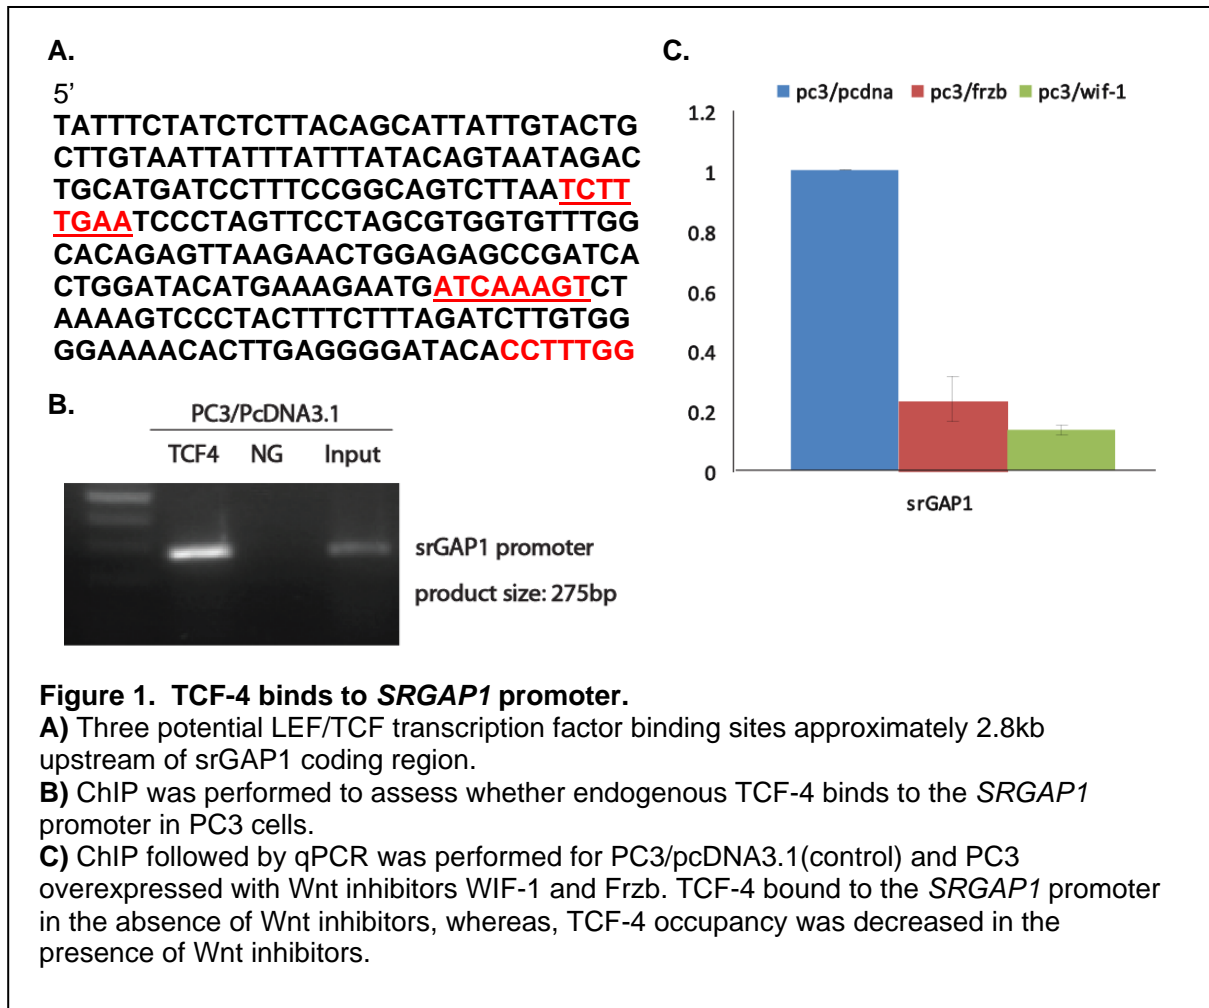 A.
5'
TATTTCTATCTCTTACAGCATTATTGTACTG
CTTGTAATTATTTATTTATACAGTAATAGAC
TGCATGATCCTTTCCGGCAGTCTTAATCTT
TGAATCCCTAGTTCCTAGCGTGGTGTTTGG
CACAGAGTTAAGAACTGGAGAGCCGATCA
CTGGATACATGAAAGAATGATCAAAGTCT
AAAAGTCCCTACTTTCTTTAGATCTTGTGG
GGAAAACACTTGAGGGGATACACCTTTGG
B.
PC3/PcDNA3.1
TCF4 NG Input
srGAP1 promoter
product size: 275bp
C.
pc3/pcdna pc3/frzb pc3/wif-1
1.2
1
0.8
0.6
0.4
0.2
0
srGAP1
Figure 1. TCF-4 binds to SRGAP1 promoter.
A) Three potential LEF/TCF transcription factor binding sites approximately 2.8kb
upstream of srGAP1 coding region.
B) ChIP was performed to assess whether endogenous TCF-4 binds to the SRGAP1
promoter in PC3 cells.
C) ChIP followed by qPCR was performed for PC3/pcDNA3.1(control) and PC3
overexpressed with Wnt inhibitors WIF-1 and Frzb. TCF-4 bound to the SRGAP1 promoter
in the absence of Wnt inhibitors, whereas, TCF-4 occupancy was decreased in the
presence of Wnt inhibitors.